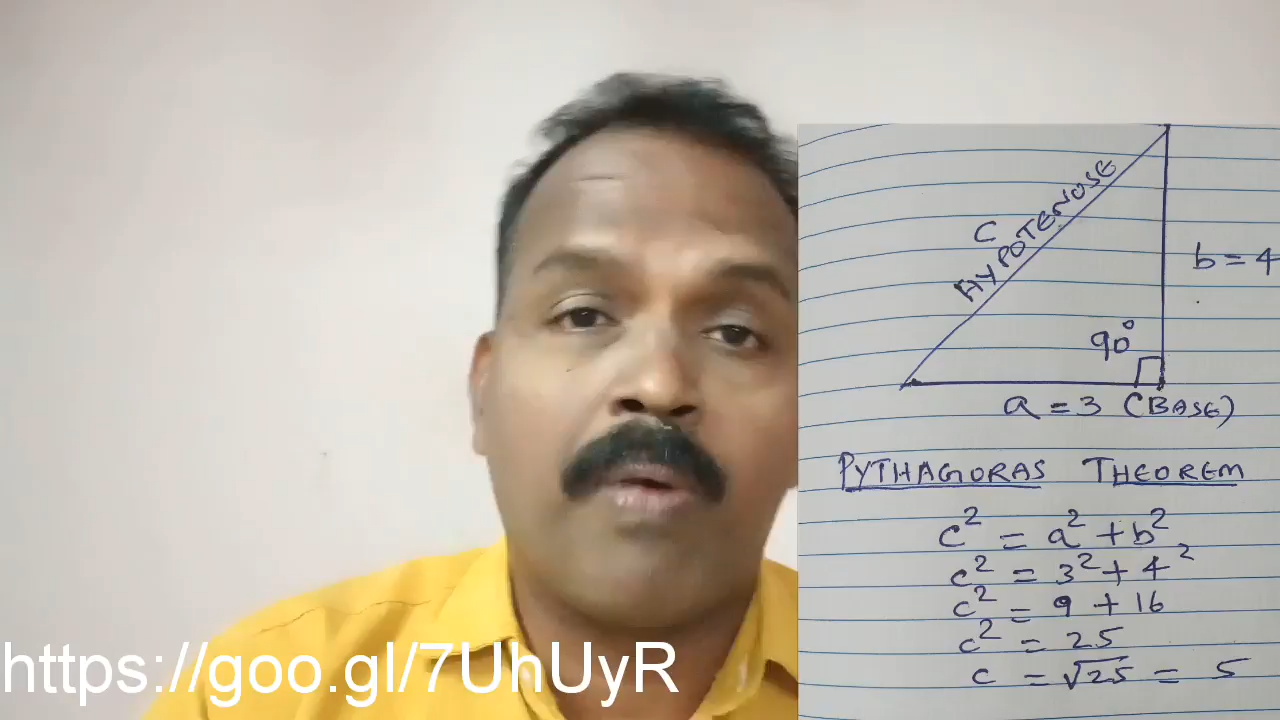 C
HYPOTENOSE
b = 4
90°
a = 3 (BASE)
PYTHAGORAS THEOREM
c² = a² + b²
c² = 3² + 4²
c² = 9 + 16
c² = 25
c = √25 = 5
https://goo.gl/7UhUyR